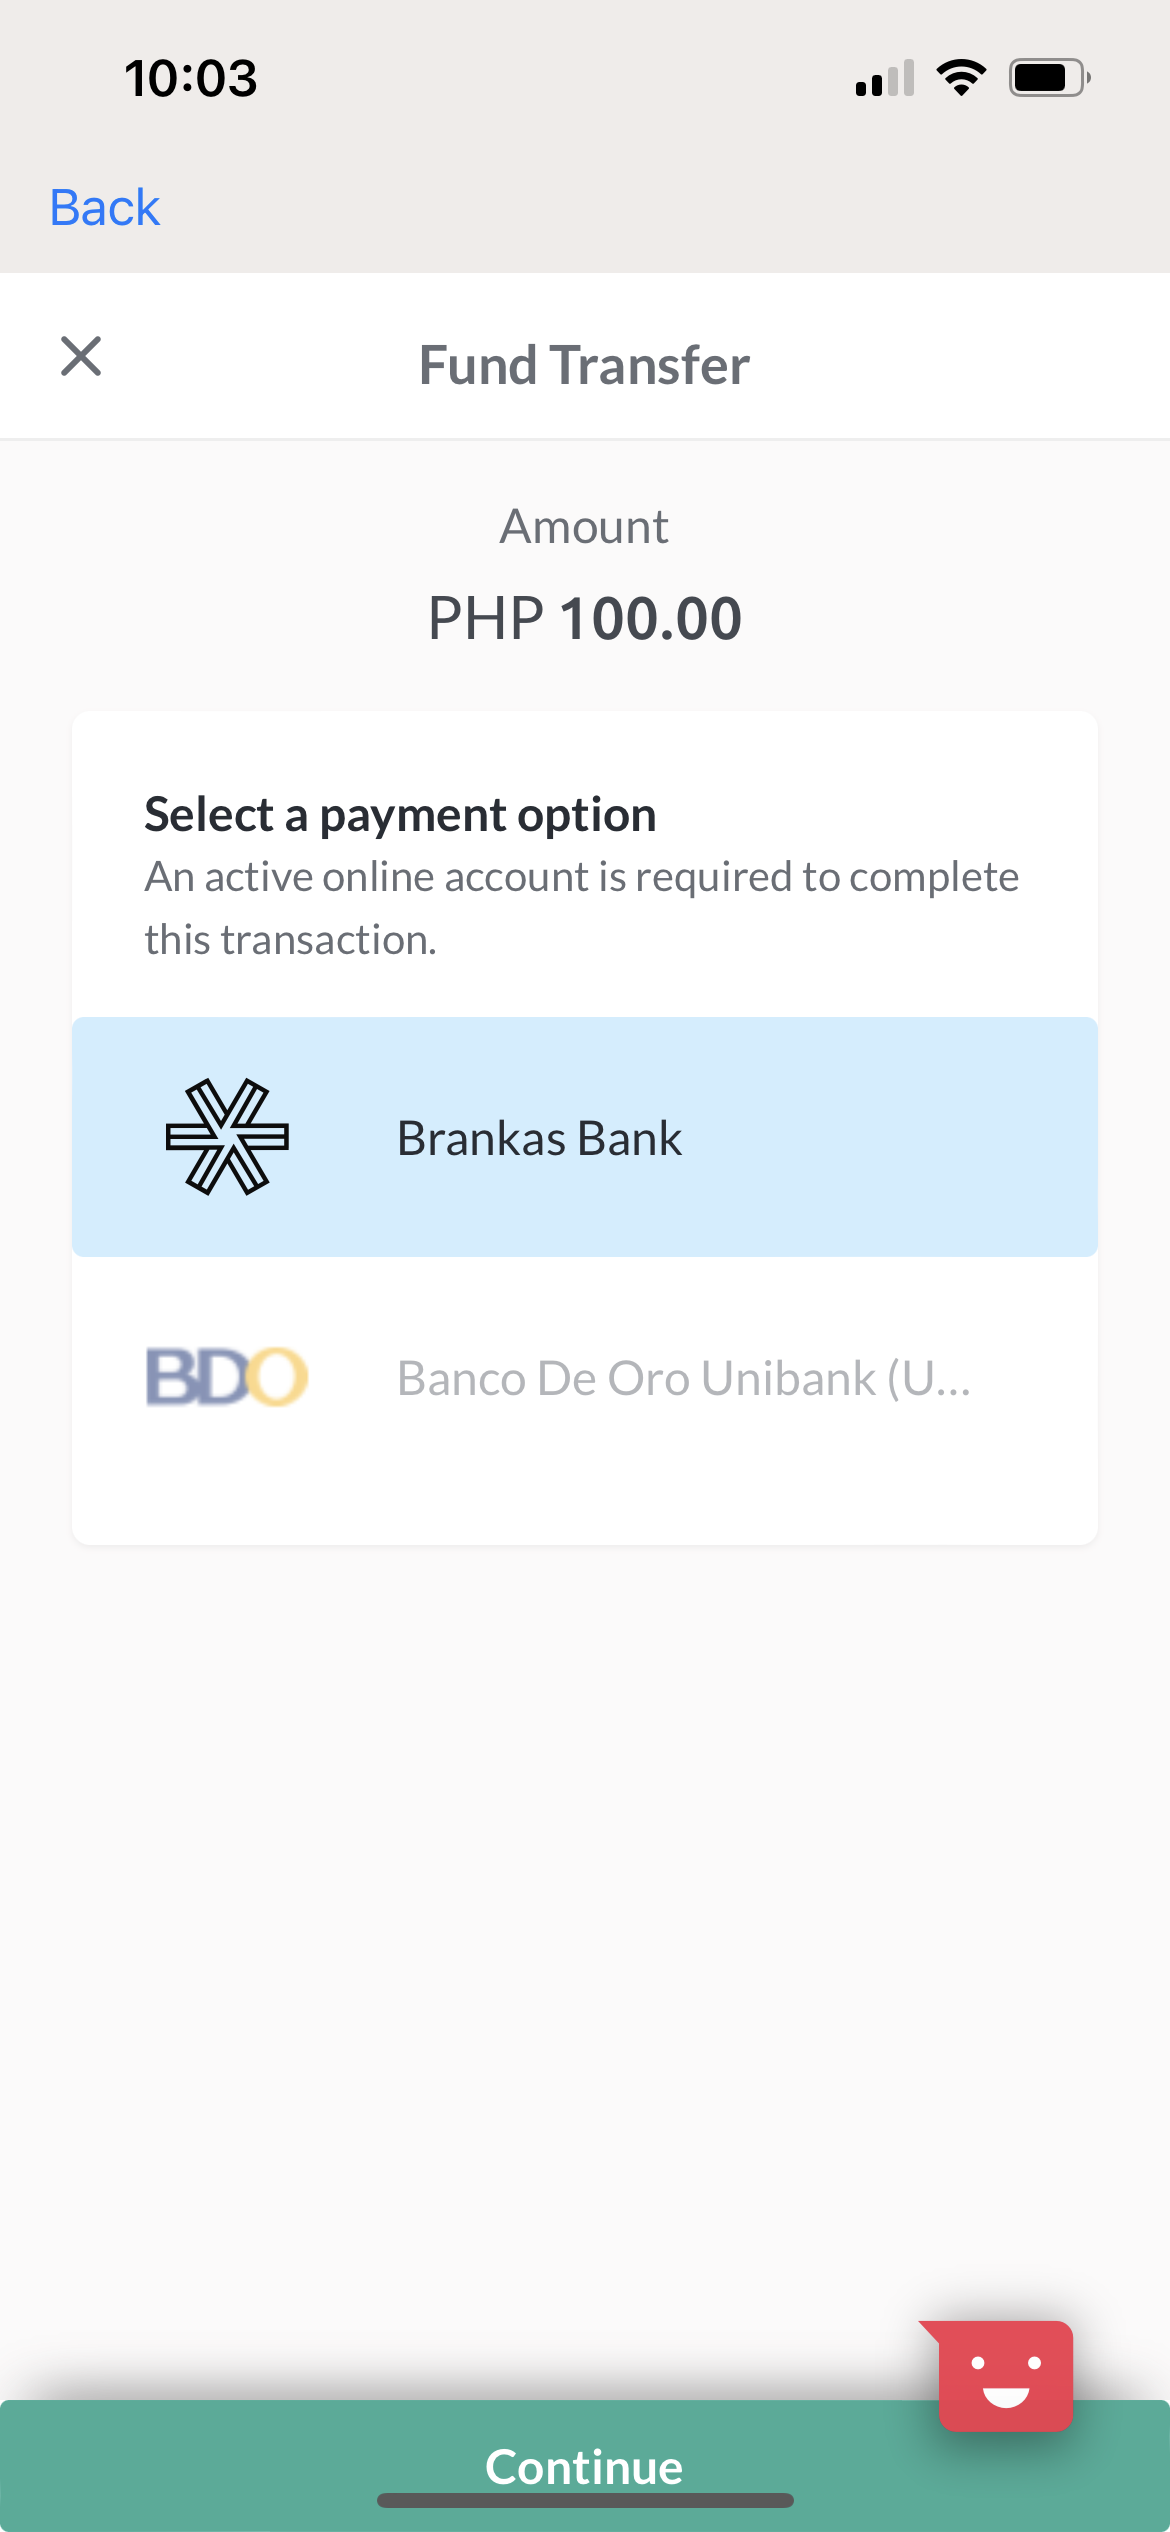 10:03
Back
Fund Transfer
Amount
PHP 100.00
Select a payment option
An active online account is required to complete
this transaction.
Brankas Bank
BDO
Banco De Oro Unibank (U...
Continue